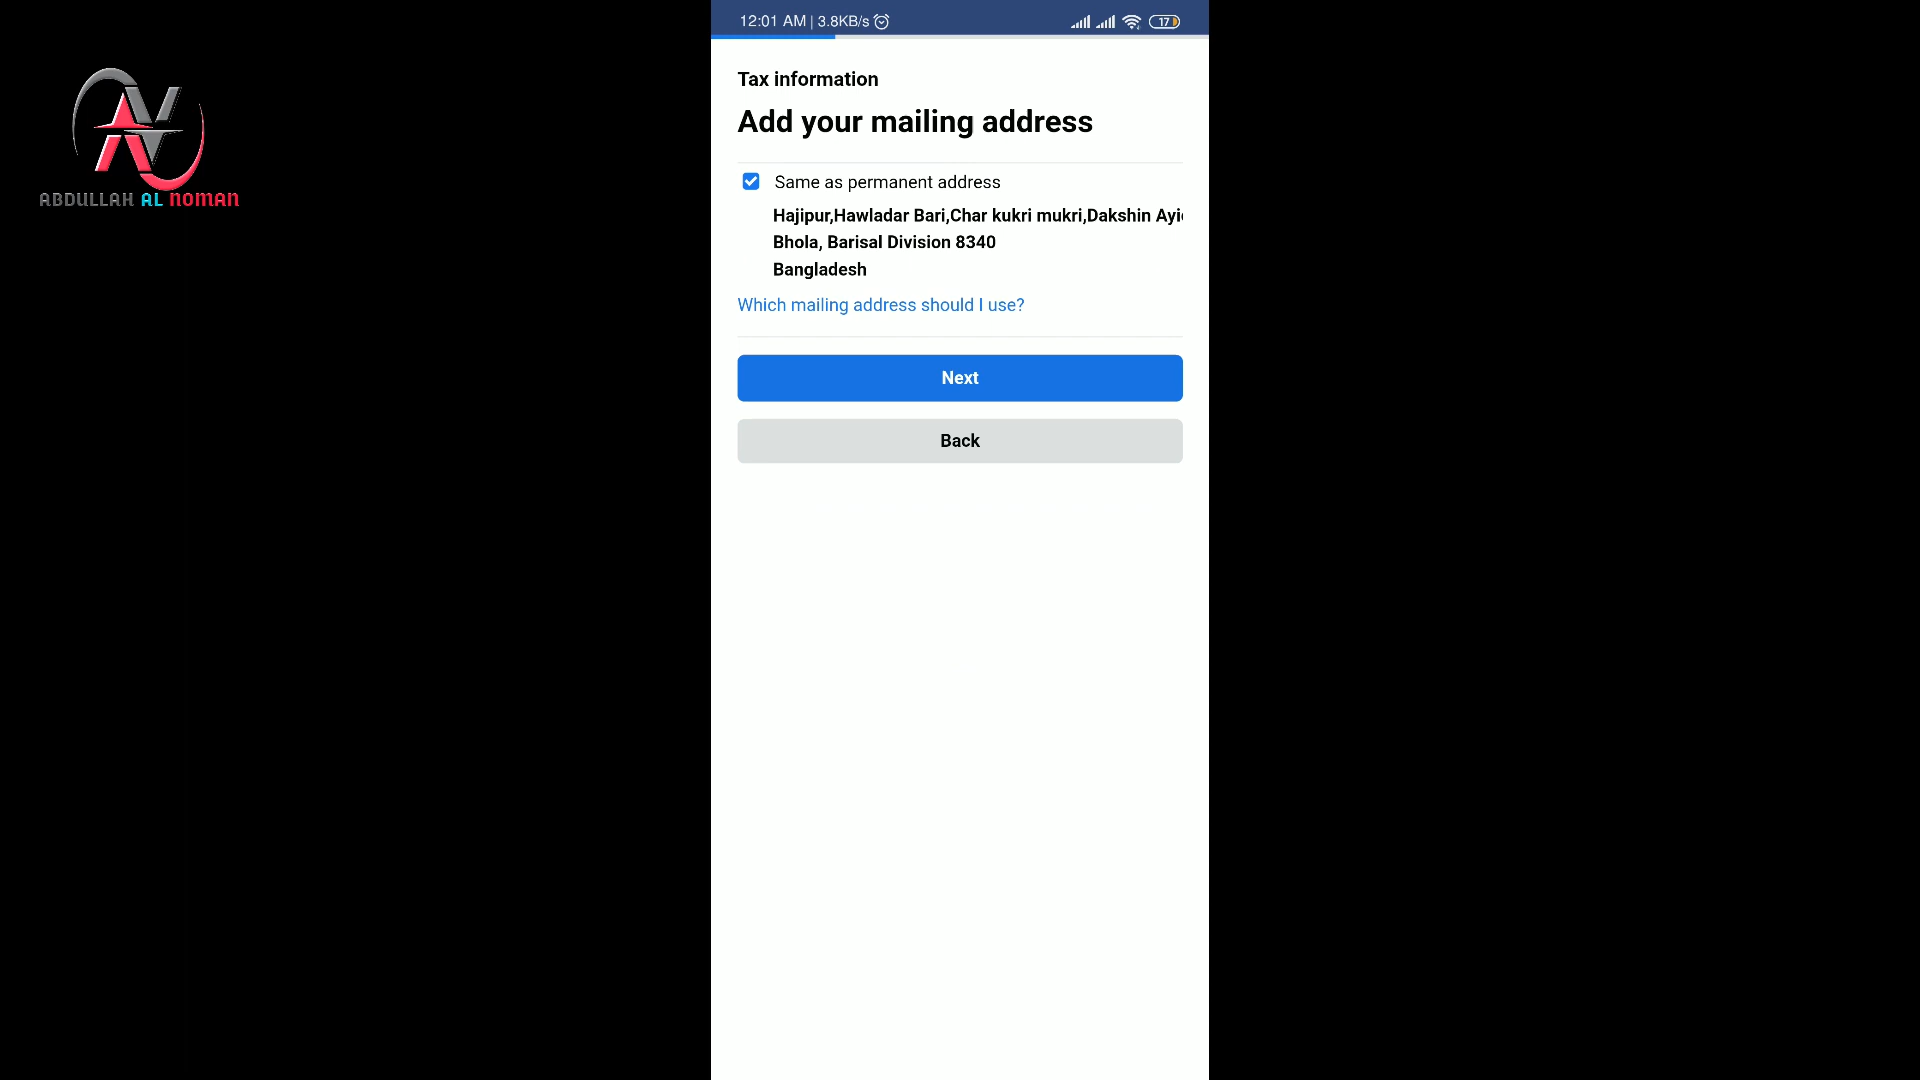 ABDULLAH AL NOMAN
12:01 AM | 3.8KB/s
17
Tax information
Add your mailing address
Same as permanent address
Hajipur,Hawladar Bari,Char kukri mukri,Dakshin
Bhola, Barisal Division 8340
Bangladesh
Which mailing address should I use?
Next
Back